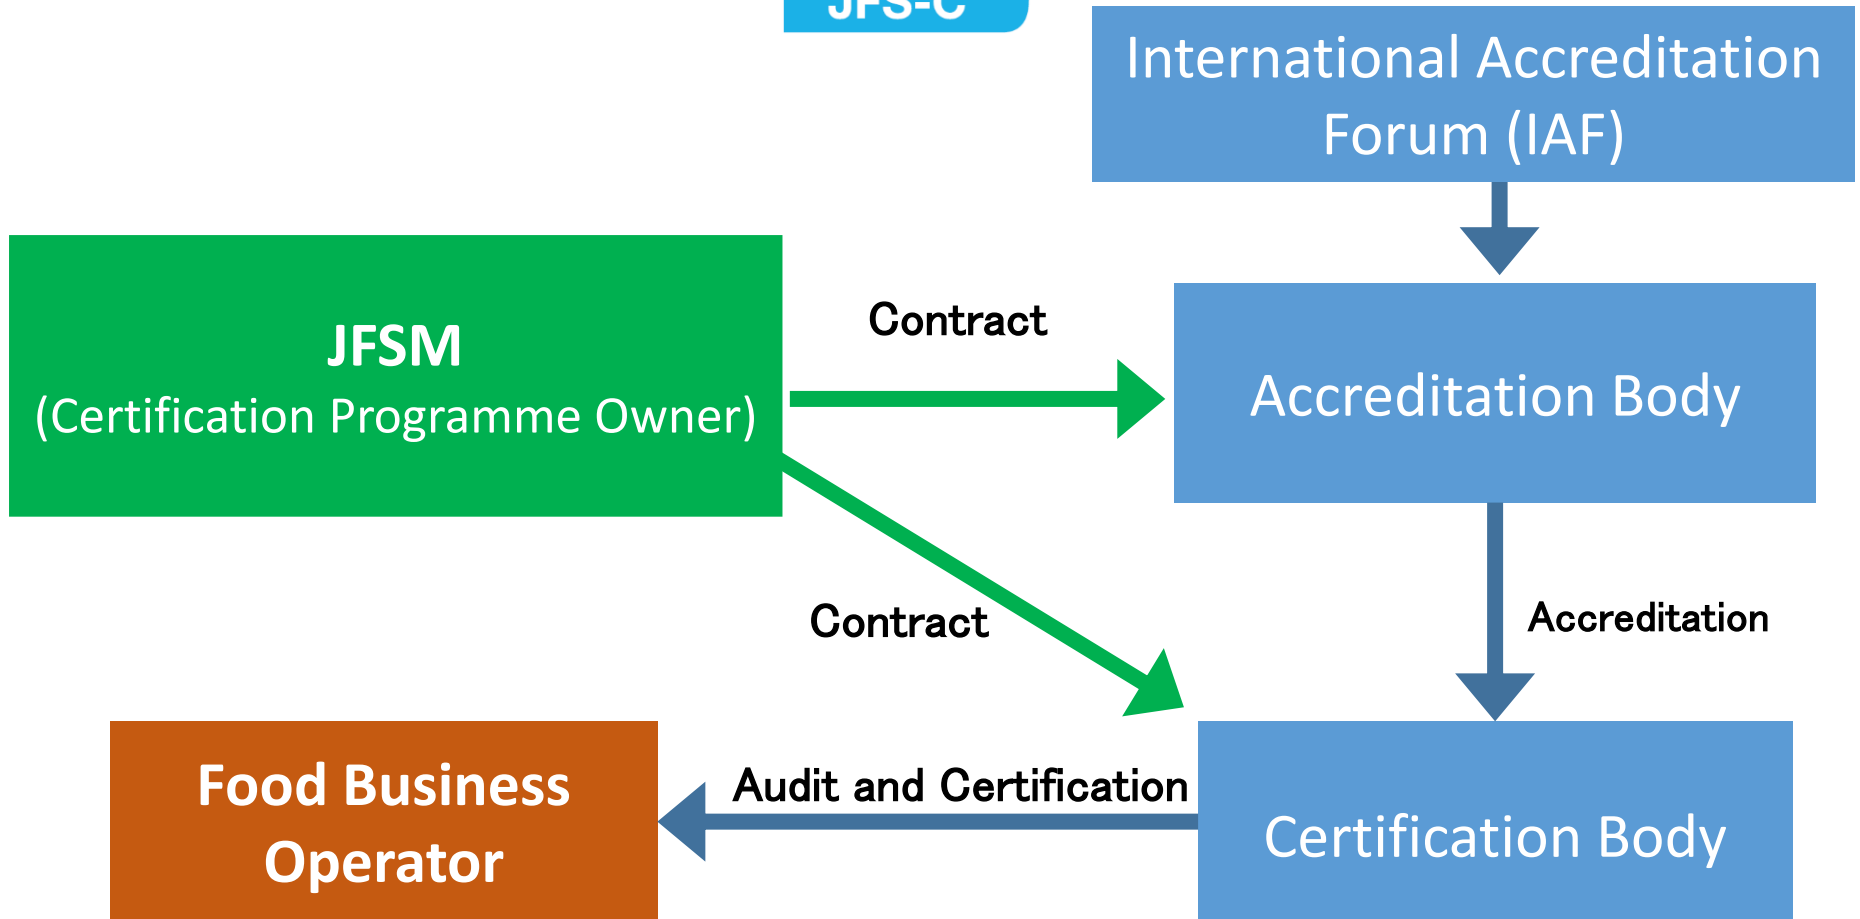 JFS-C
International Accreditation
Forum (IAF)
JFSM
(Certification Programme Owner)
Contract
Accreditation Body
Contract
Accreditation
Food Business
Operator
Audit and Certification
Certification Body